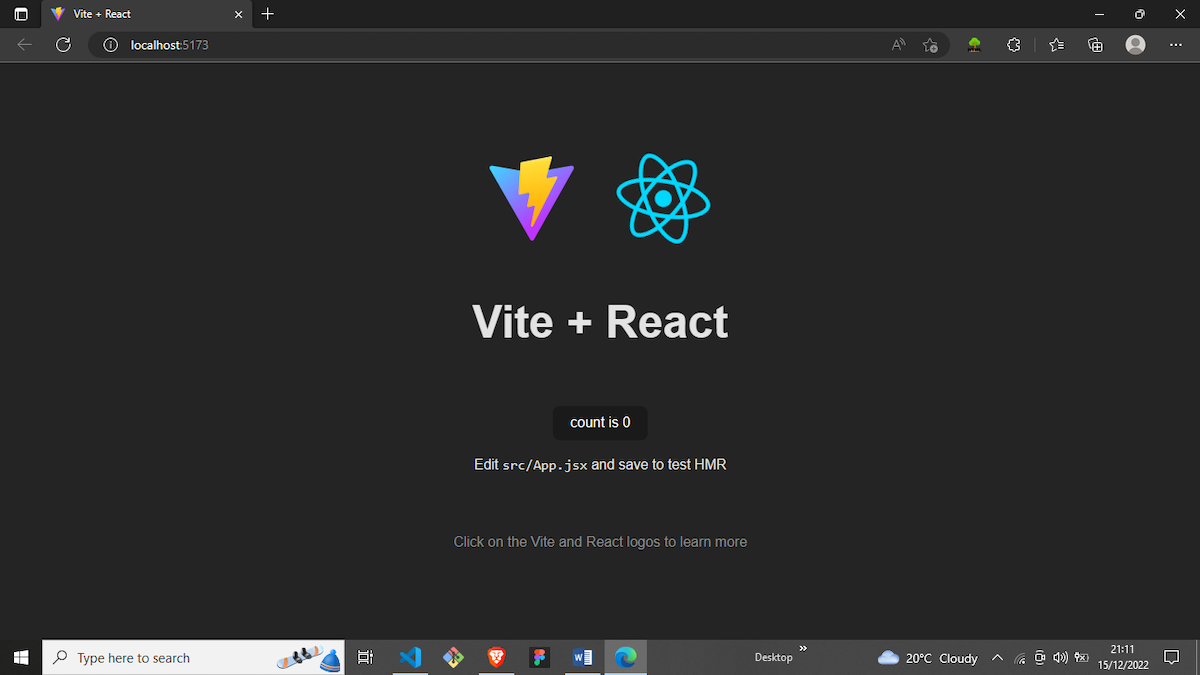 Vite + React
localhost:5173
Vite + React
count is 0
Edit src/App.jsx and save to test HMR
Click on the Vite and React logos to learn more
Type here to search
Desktop
20°C Cloudy
21:11
15/12/2022